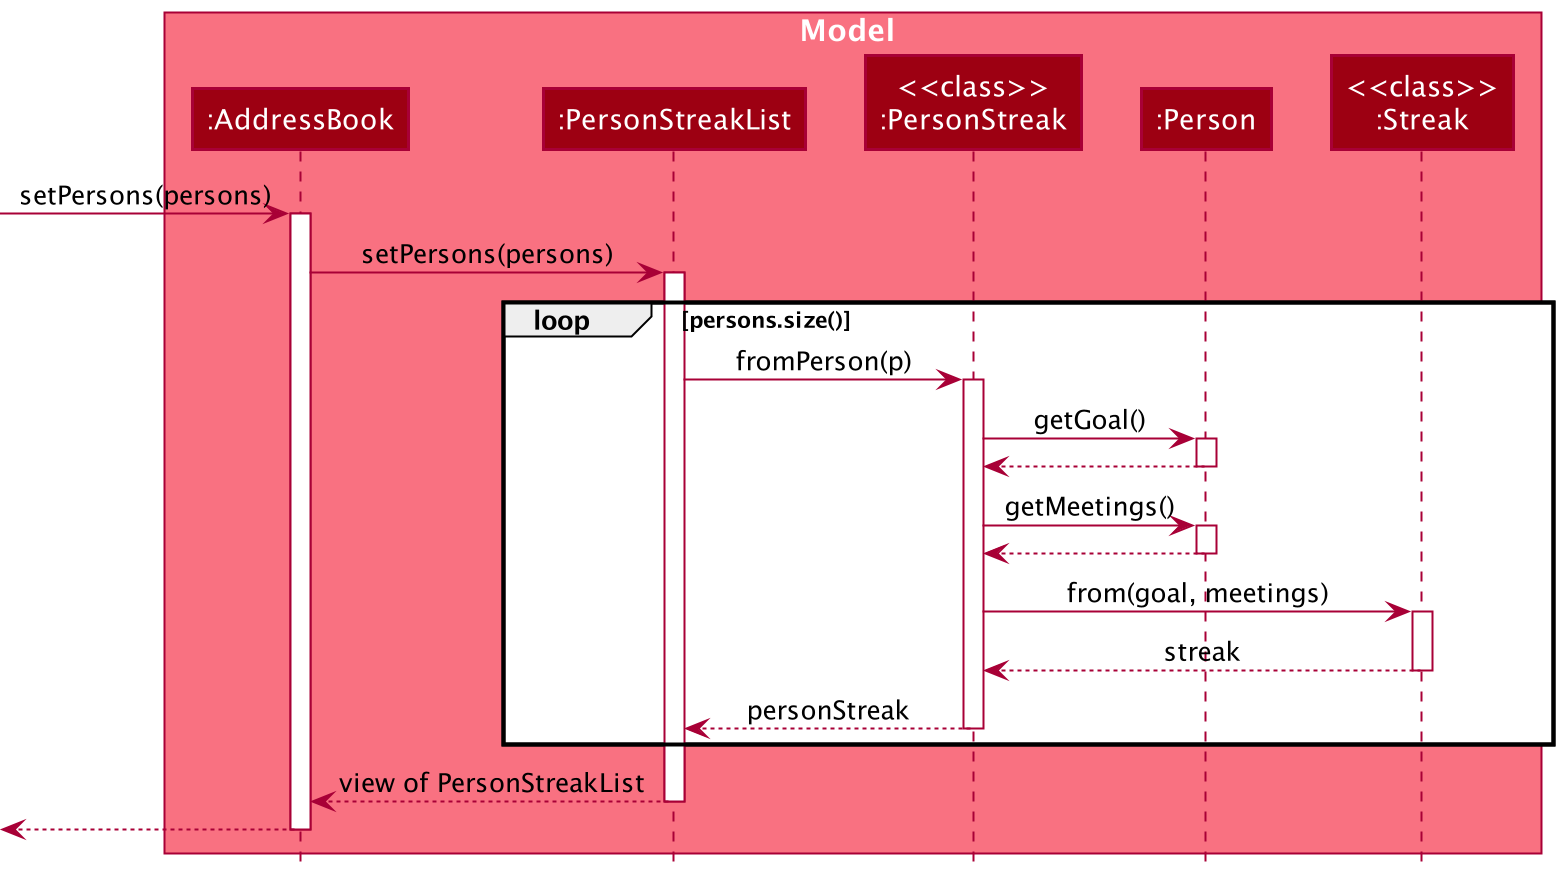 Model
<<class>>
<<class>>
:AddressBook
:PersonStreakList
:PersonStreak
:Person
:Streak
setPersons(persons)
setPersons(persons)
loop
[persons.size()]
fromPerson(p)
getGoal()
getMeetings()
from(goal, meetings)
streak
personStreak
view of PersonStreakList